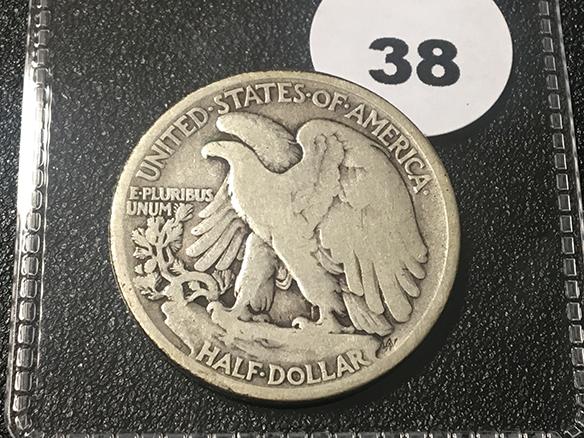 38
UNITED·STATES·OF·AMERICA·
E·PLURIBUS
UNUM
HALF·DOLLAR